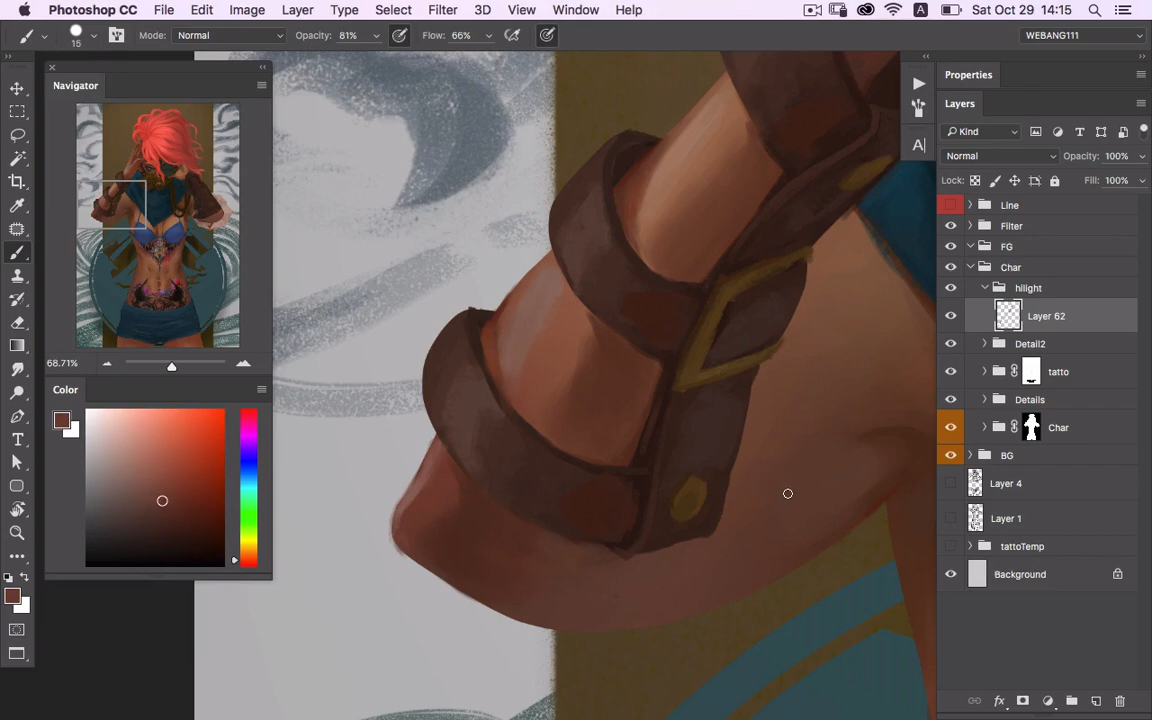 Photoshop CC File Edit Image Layer Type Select Filter 3D View Window Help A Sat Oct 29 14:15
15 Mode: Normal Opacity: 81% Flow: 66% WEBANG111
Navigator
68.71%
Color
T
A
Properties
Layers
Kind T
Normal Opacity: 100%
Lock: Fill: 100%
Line
Filter
FG
Char
hilight
Layer 62
Detail2
tatto
Details
Char
BG
Layer 4
Layer 1
tattoTemp
Background
fx